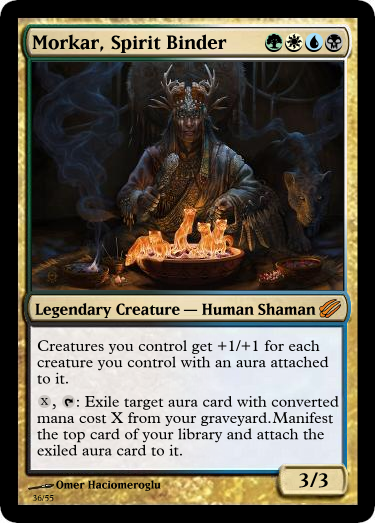 Morkar, Spirit Binder
Legendary Creature — Human Shaman
Creatures you control get +1/+1 for each
creature you control with an aura attached
to it.
X, : Exile target aura card with converted
mana cost X from your graveyard.Manifest
the top card of your library and attach the
exiled aura card to it.
3/3
Omer Haciomeroglu
36/55